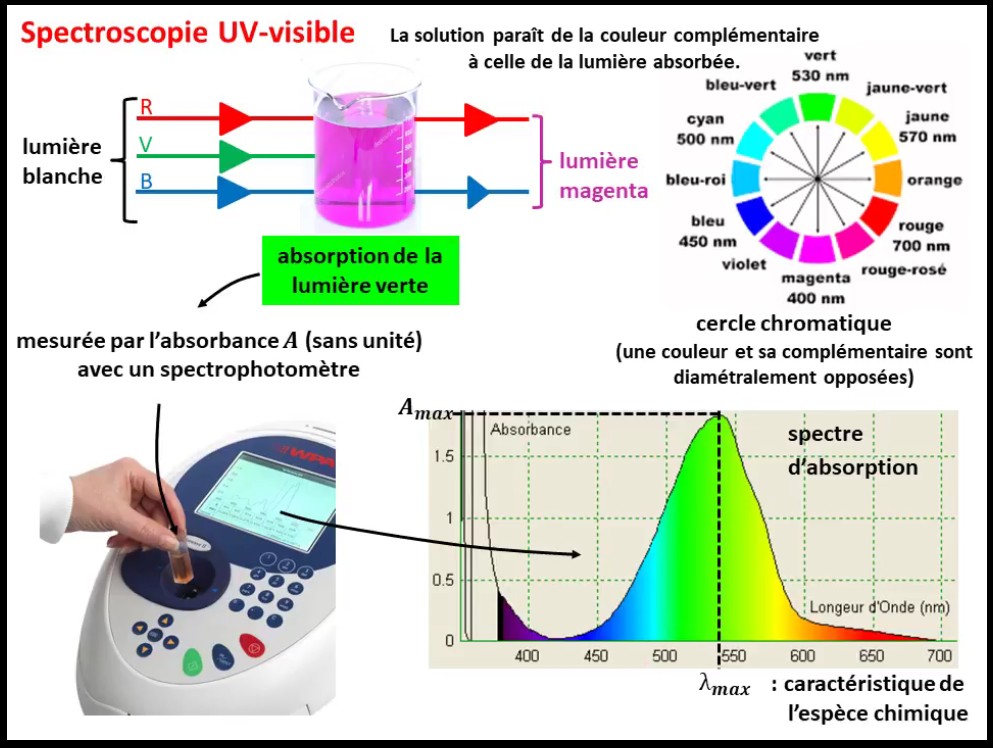 Spectroscopie UV-visible
La solution paraît de la couleur complémentaire
à celle de la lumière absorbée.
R
V
B
lumière
blanche
lumière
magenta
absorption de la
lumière verte
mesurée par l'absorbance A (sans unité)
avec un spectrophotomètre
vert
530 nm
jaune-vert
jaune
570 nm
orange
rouge
700 nm
rouge-rosé
magenta
400 nm
violet
bleu
450 nm
bleu-roi
cyan
500 nm
bleu-vert
cercle chromatique
(une couleur et sa complémentaire sont
diamétralement opposées)
WPA
Amax
Absorbance
spectre
d'absorption
1.5
1
0.5
0
Longeur d'Onde (nm)
400 450 500 550 600 650 700
λmax : caractéristique de
l'espèce chimique